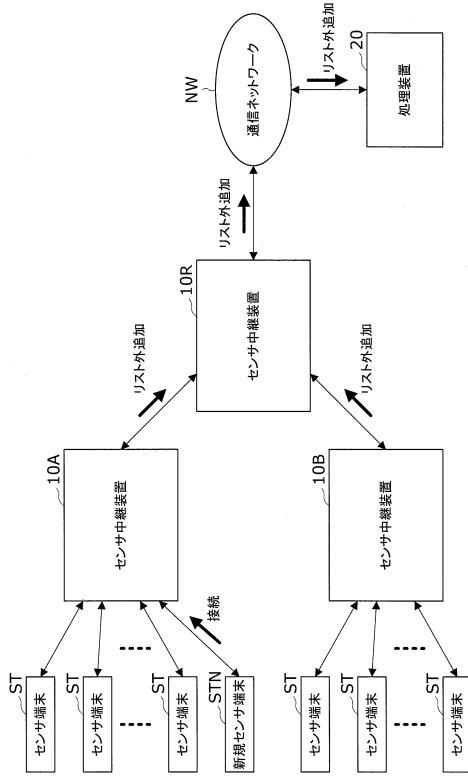 ST
センサ端末
ST
センサ端末
ST
センサ端末
STN
新規センサ端末
接続
ST
センサ端末
ST
センサ端末
ST
センサ端末
10A
センサ中継装置
10B
センサ中継装置
リスト外追加
リスト外追加
10R
センサ中継装置
リスト外追加
NW
通信ネットワーク
リスト外追加
20
処理装置